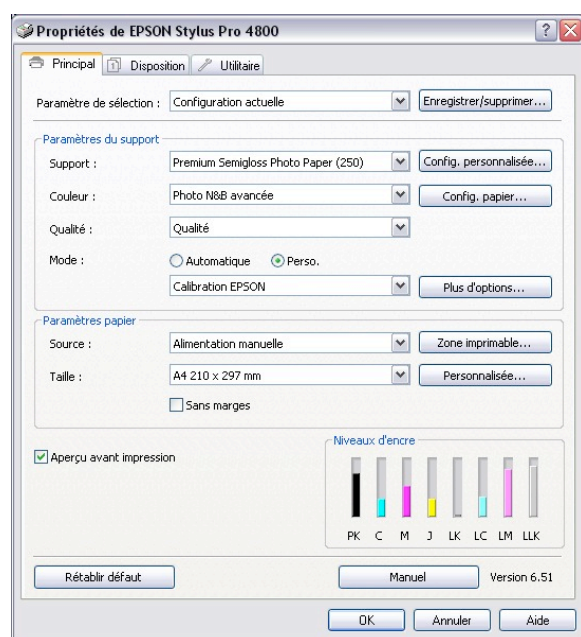 Propriétés de EPSON Stylus Pro 4800
Principal Disposition Utilitaire
Paramètre de sélection : Configuration actuelle Enregistrer/supprimer...
Paramètres du support
Support : Premium Semigloss Photo Paper (250) Config. personnalisée...
Couleur : Photo N&B avancée Config. papier...
Qualité : Qualité
Mode : Automatique Perso.
Calibration EPSON Plus d'options...
Paramètres papier
Source : Alimentation manuelle Zone imprimable...
Taille : A4 210 x 297 mm Personnalisée...
Sans marges
Aperçu avant impression
Niveaux d'encre
PK C M J LK LC LM LLK
Rétablir défaut Manuel Version 6.51
OK Annuler Aide